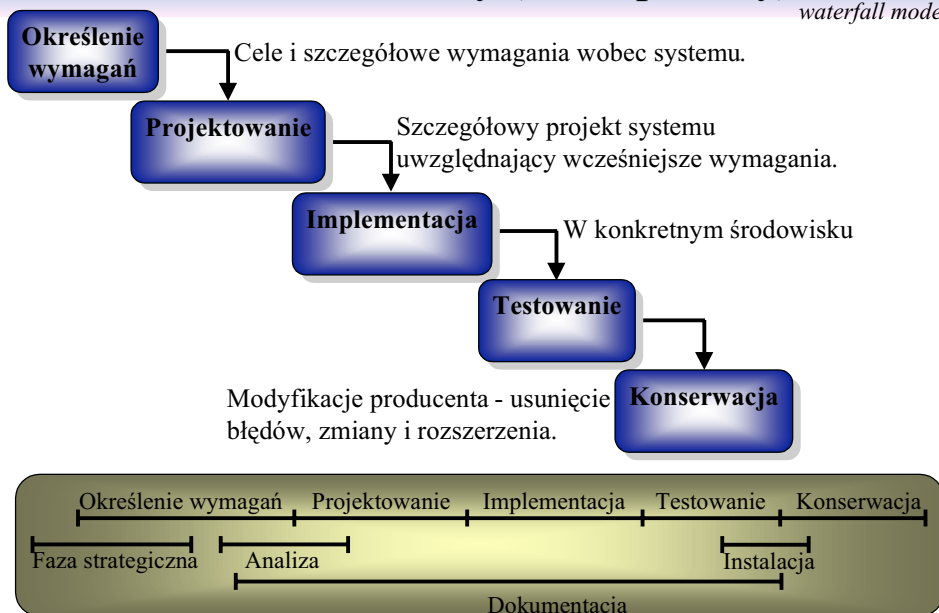 waterfall mode
Określenie
wymagań
Cele i szczegółowe wymagania wobec systemu.
Projektowanie
Szczegółowy projekt systemu
uwzględnający wcześniejsze wymagania.
Implementacja
W konkretnym środowisku
Testowanie
Konserwacja
Modyfikacje producenta - usunięcie
błędów, zmiany i rozszerzenia.
Określenie wymagań Projektowanie Implementacja Testowanie Konserwacja
Faza strategiczna Analiza Instalacja
Dokumentacja